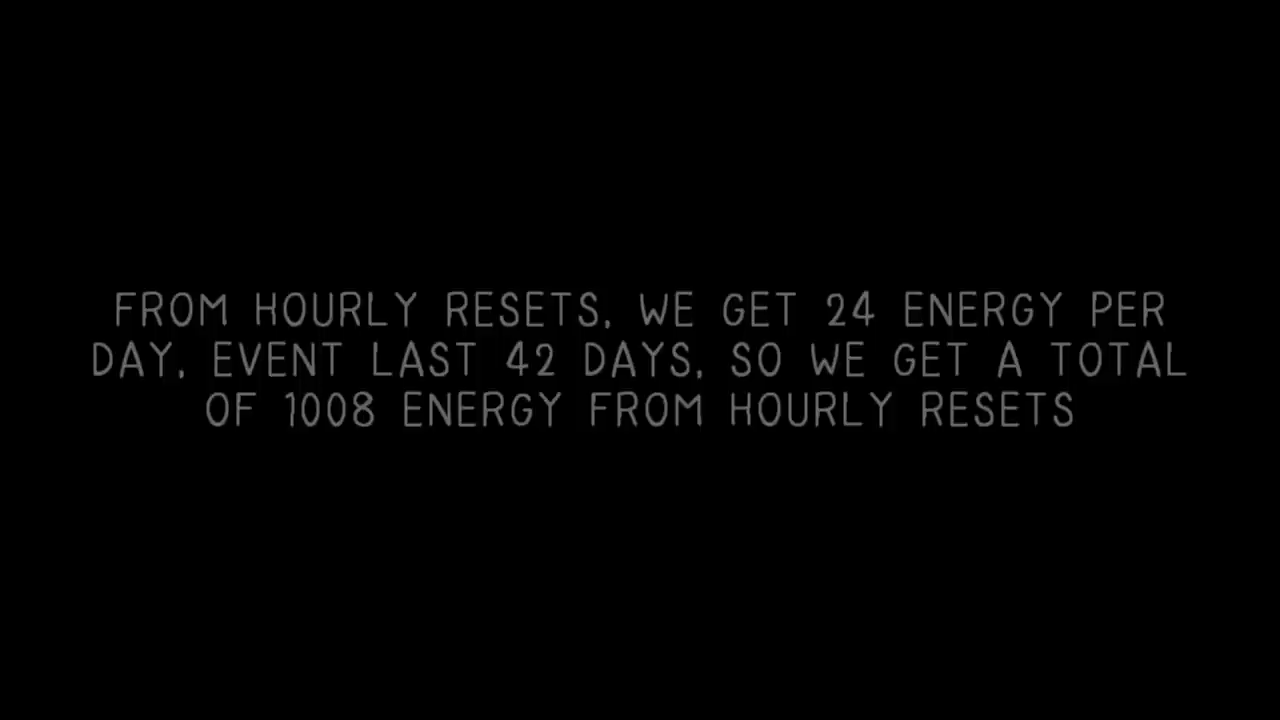 FROM HOURLY RESETS, WE GET 24 ENERGY PER
DAY, EVENT LAST 42 DAYS, SO WE GET A TOTAL
OF 1008 ENERGY FROM HOURLY RESETS